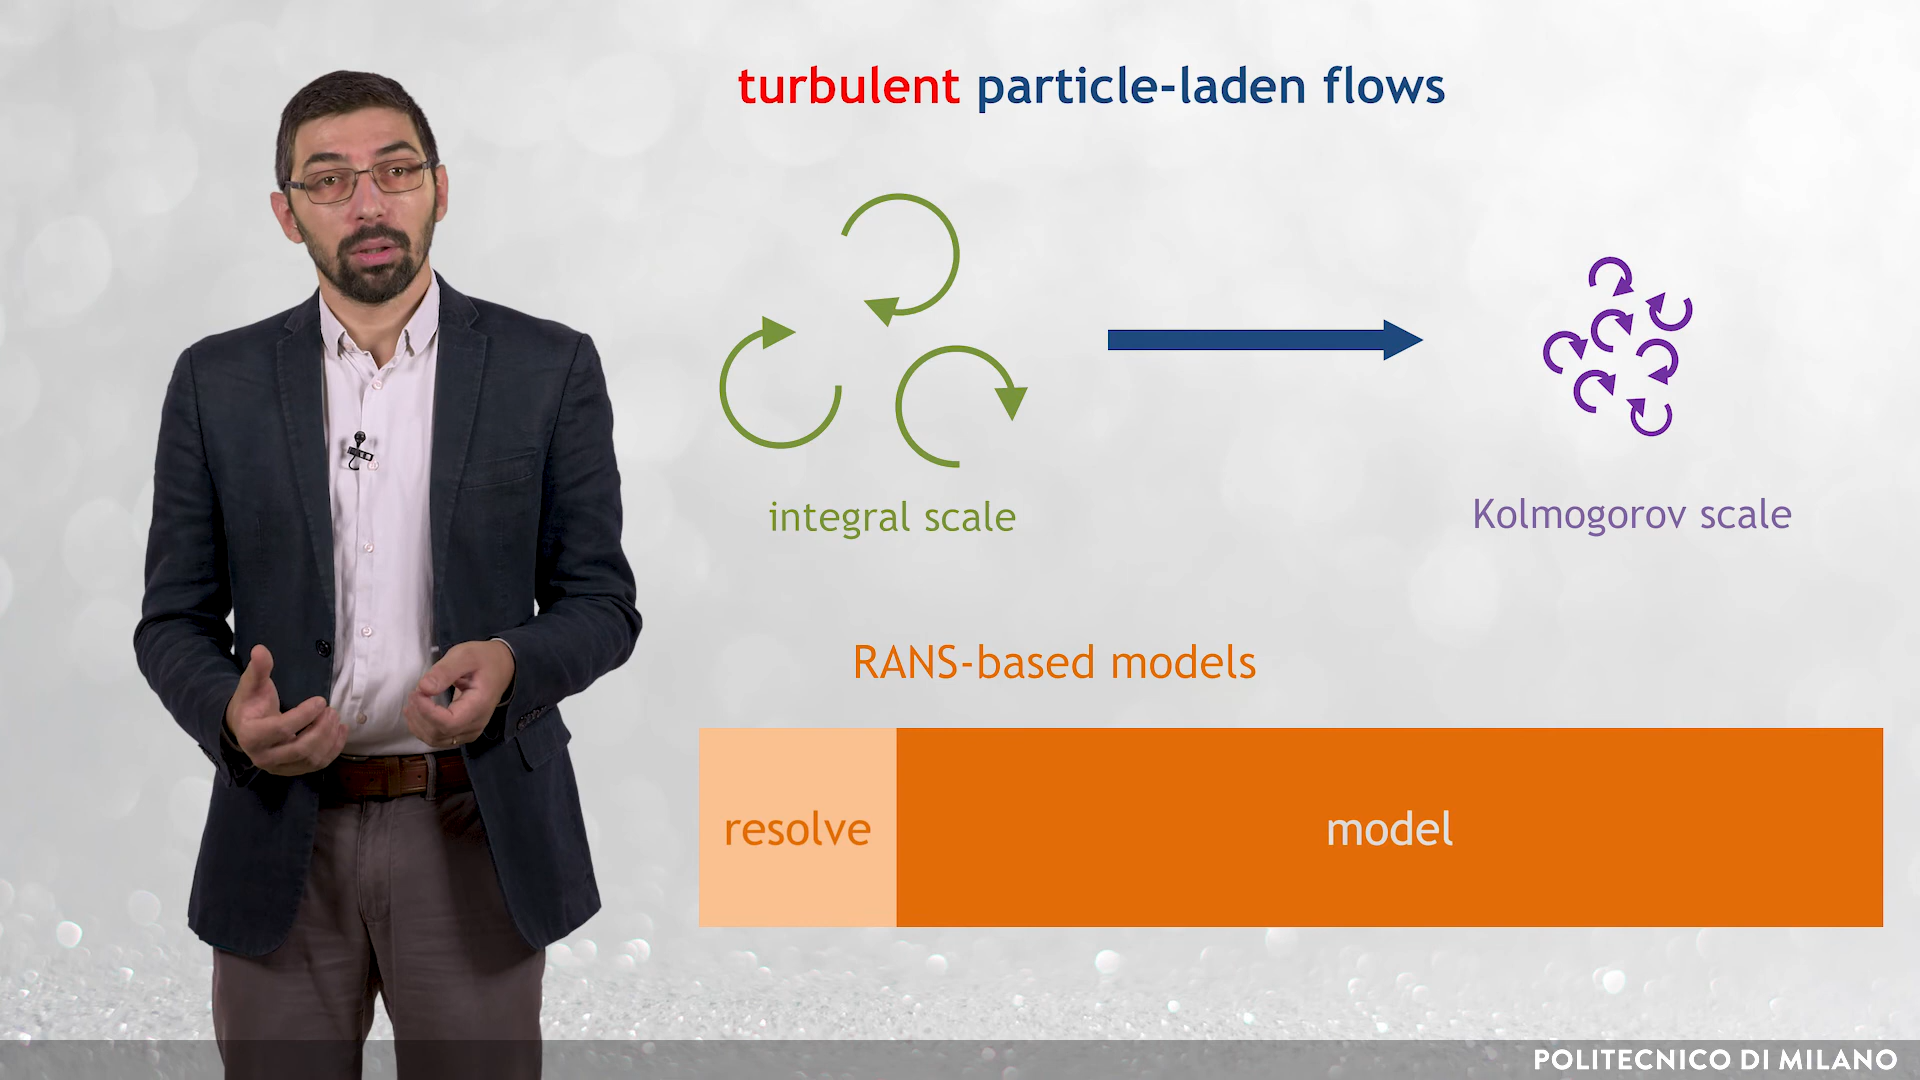 turbulent particle-laden flows
integral scale
Kolmogorov scale
RANS-based models
resolve
model
POLITECNICO DI MILANO